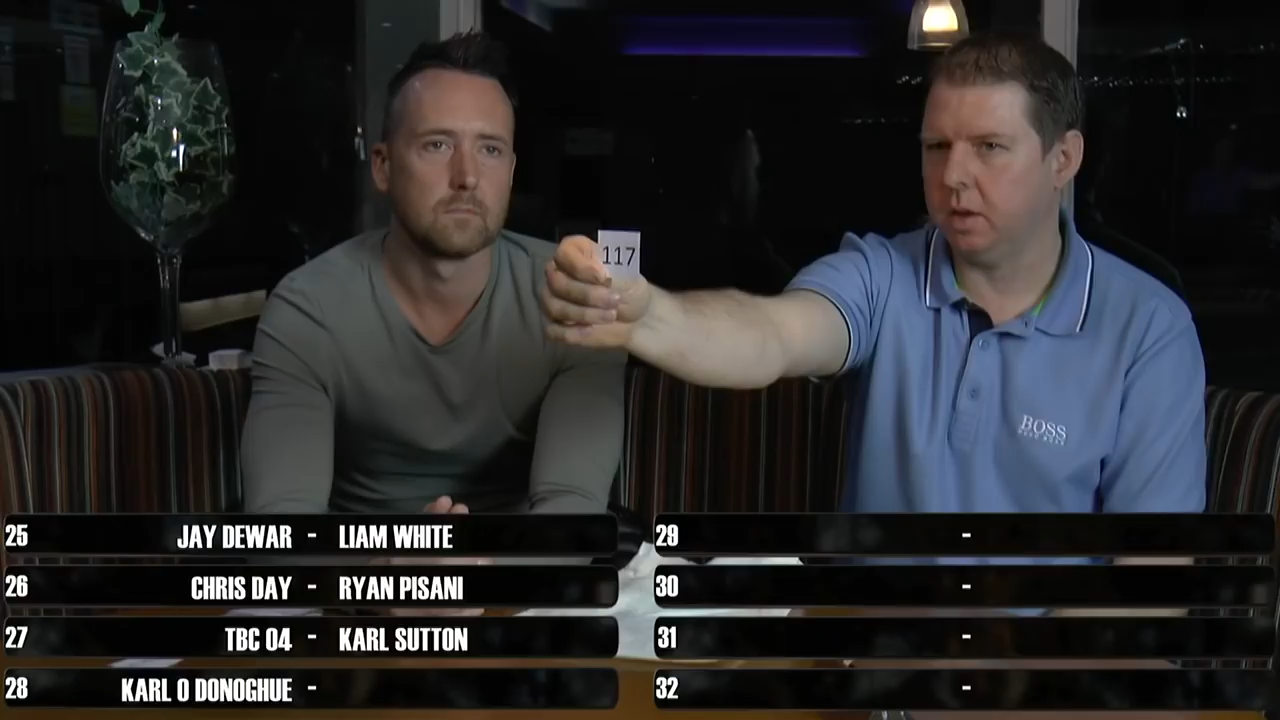 117
BOSS
25 JAY DEWAR - LIAM WHITE
26 CHRIS DAY - RYAN PISANI
27 TBC 04 - KARL SUTTON
28 KARL O DONOGHUE -
29 -
30 -
31 -
32 -